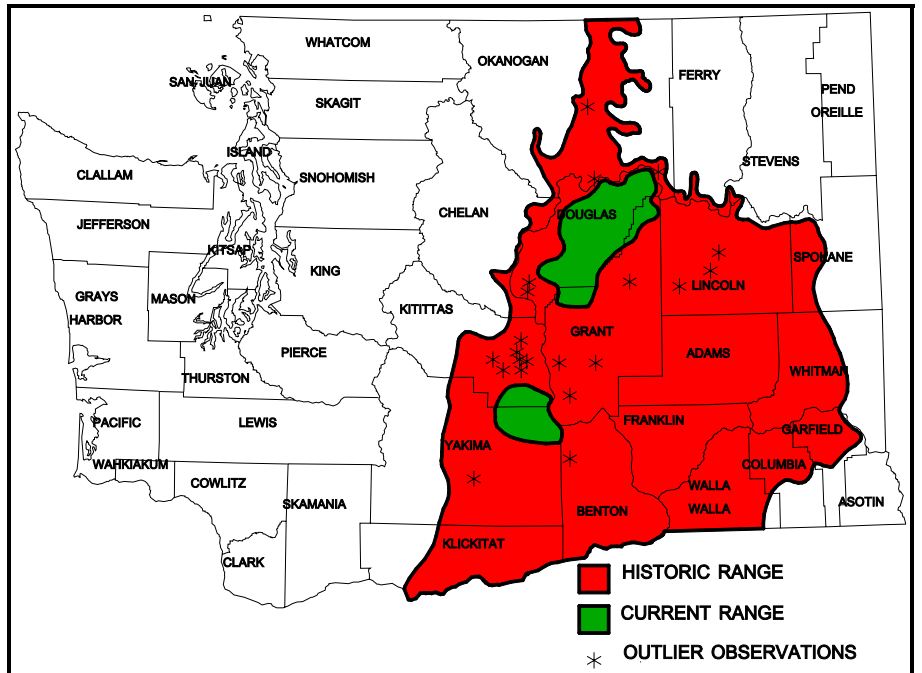 WHATCOM
OKANOGAN
FERRY
PEND
OREILLE
SAN JUAN
SKAGIT
ISLAND
STEVENS
CLALLAM
SNOHOMISH
CHELAN
DOUGLAS
JEFFERSON
KITSAP
KING
SPOKANE
LINCOLN
GRAYS
HARBOR
MASON
KITITTAS
GRANT
PIERCE
ADAMS
THURSTON
WHITMAN
PACIFIC
LEWIS
FRANKLIN
GARFIELD
YAKIMA
WAHKIAKUM
COLUMBIA
COWLITZ
WALLA
WALLA
SKAMANIA
BENTON
ASOTIN
KLICKITAT
CLARK
HISTORIC RANGE
CURRENT RANGE
OUTLIER OBSERVATIONS